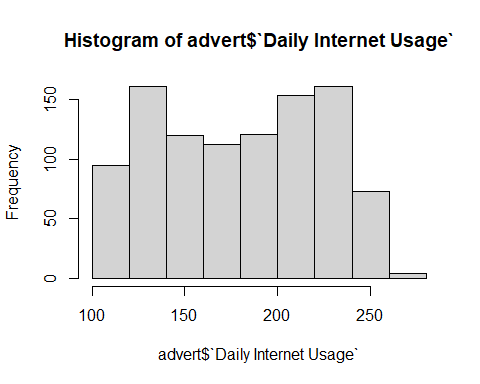 Histogram of advert$`Daily Internet Usage`
Frequency
150
100
50
0
100 150 200 250
advert$`Daily Internet Usage`